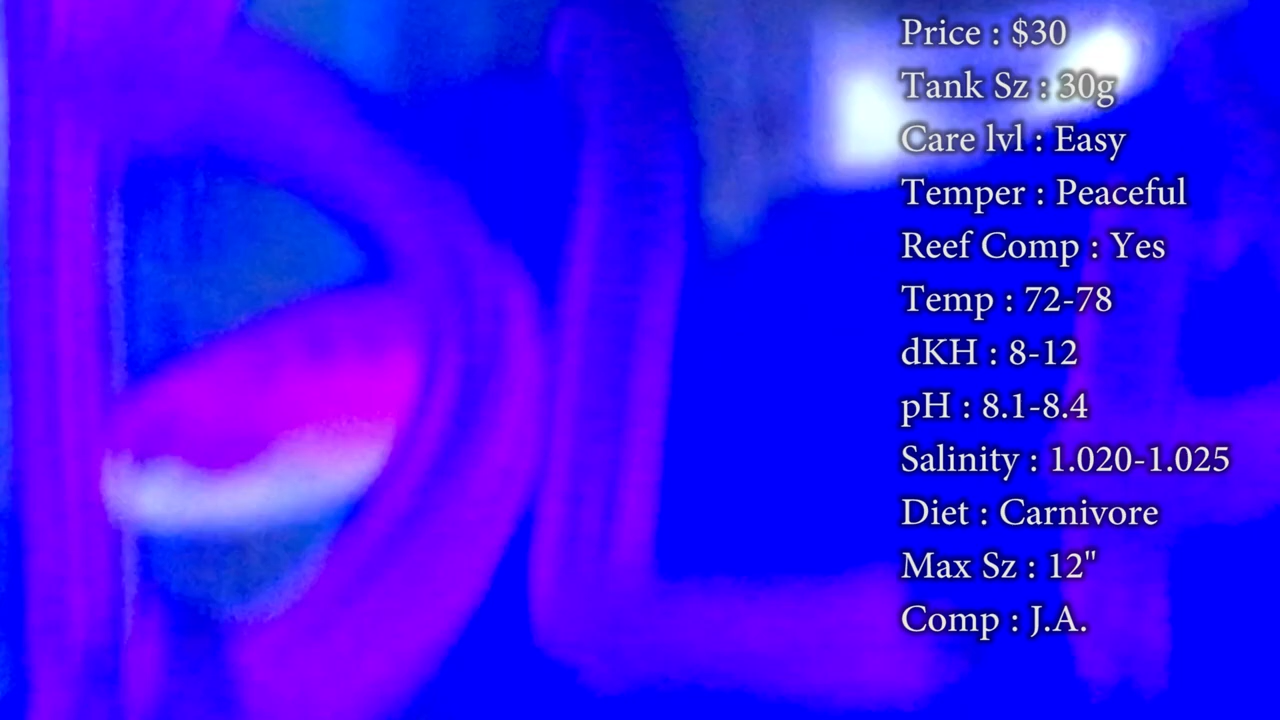 Price : $30
Tank Sz : 30g
Care lvl : Easy
Temper : Peaceful
Reef Comp : Yes
Temp : 72-78
dKH : 8-12
pH : 8.1-8.4
Salinity : 1.020-1.025
Diet : Carnivore
Max Sz : 12"
Comp : J.A.